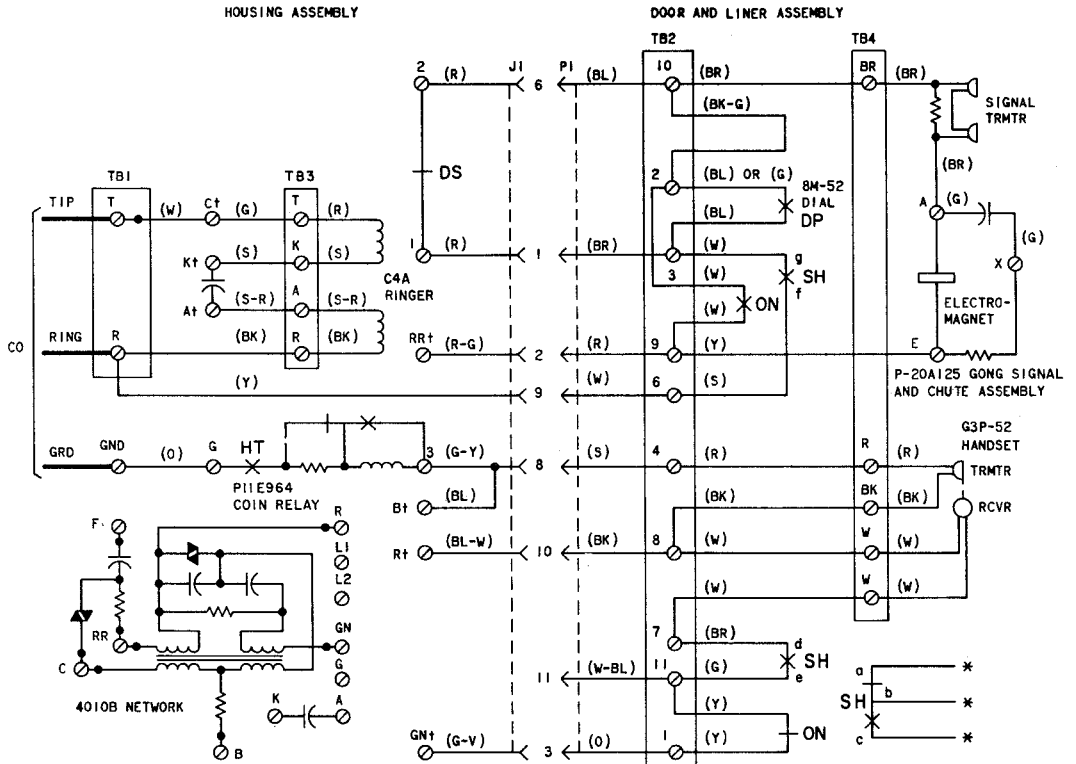 HOUSING ASSEMBLY
DOOR AND LINER ASSEMBLY
TB2
TB4
2 (R) J1 6 P1 (BL) 10 (BR) BR (BR)
SIGNAL
TRMTR
(BK-G)
(BR)
DS
TB1
TB3
2 (BL) OR (G)
8M-52
DIAL
DP
TIP T (W) C† (G) T (R)
(BL)
A (G)
(G)
K† (S) K (S)
1 (R) 1 (BR) 3 (W) g
SH
f
X
C4A
RINGER
(W)
ON
(W)
A† (S-R) A (S-R)
ELECTRO-
MAGNET
CO
RING R (BK) R (BK)
RR† (R-G) 2 (R) 9 (Y) E
P-20A125 GONG SIGNAL
AND CHUTE ASSEMBLY
(Y) 9 (W) 6 (S)
G3P-52
HANDSET
GRD GND (O) G HT 3 (G-Y) 8 (S) 4 (R) R (R)
TRMTR
P11E964
COIN RELAY
B† (BL)
(BK) BK (BK)
RCVR
R† (BL-W) 10 (BK) 8 (W) W (W)
F
R
L1
L2
(W) W (W)
RR
GN
7 (BR) d
SH
e
C
G
11 (W-BL) 11 (G)
a
SH b
c
*
*
*
4010B NETWORK
K A
(Y)
ON
B
GN† (G-V) 3 (O) 1 (Y)